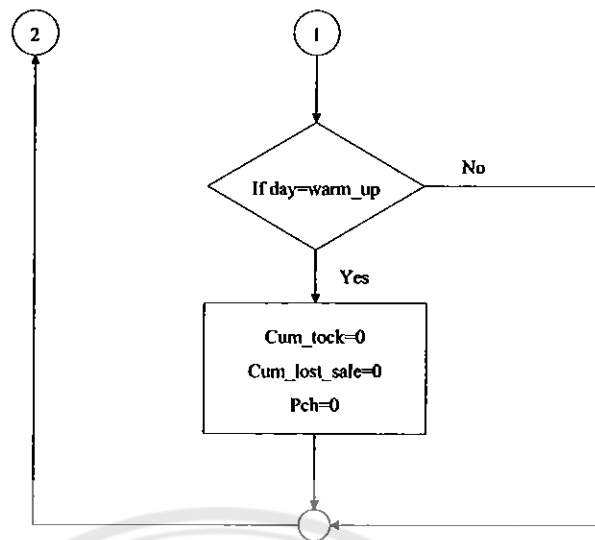 2
1
If day=warm_up
No
Yes
Cum_tock=0
Cum_lost_sale=0
Pch=0